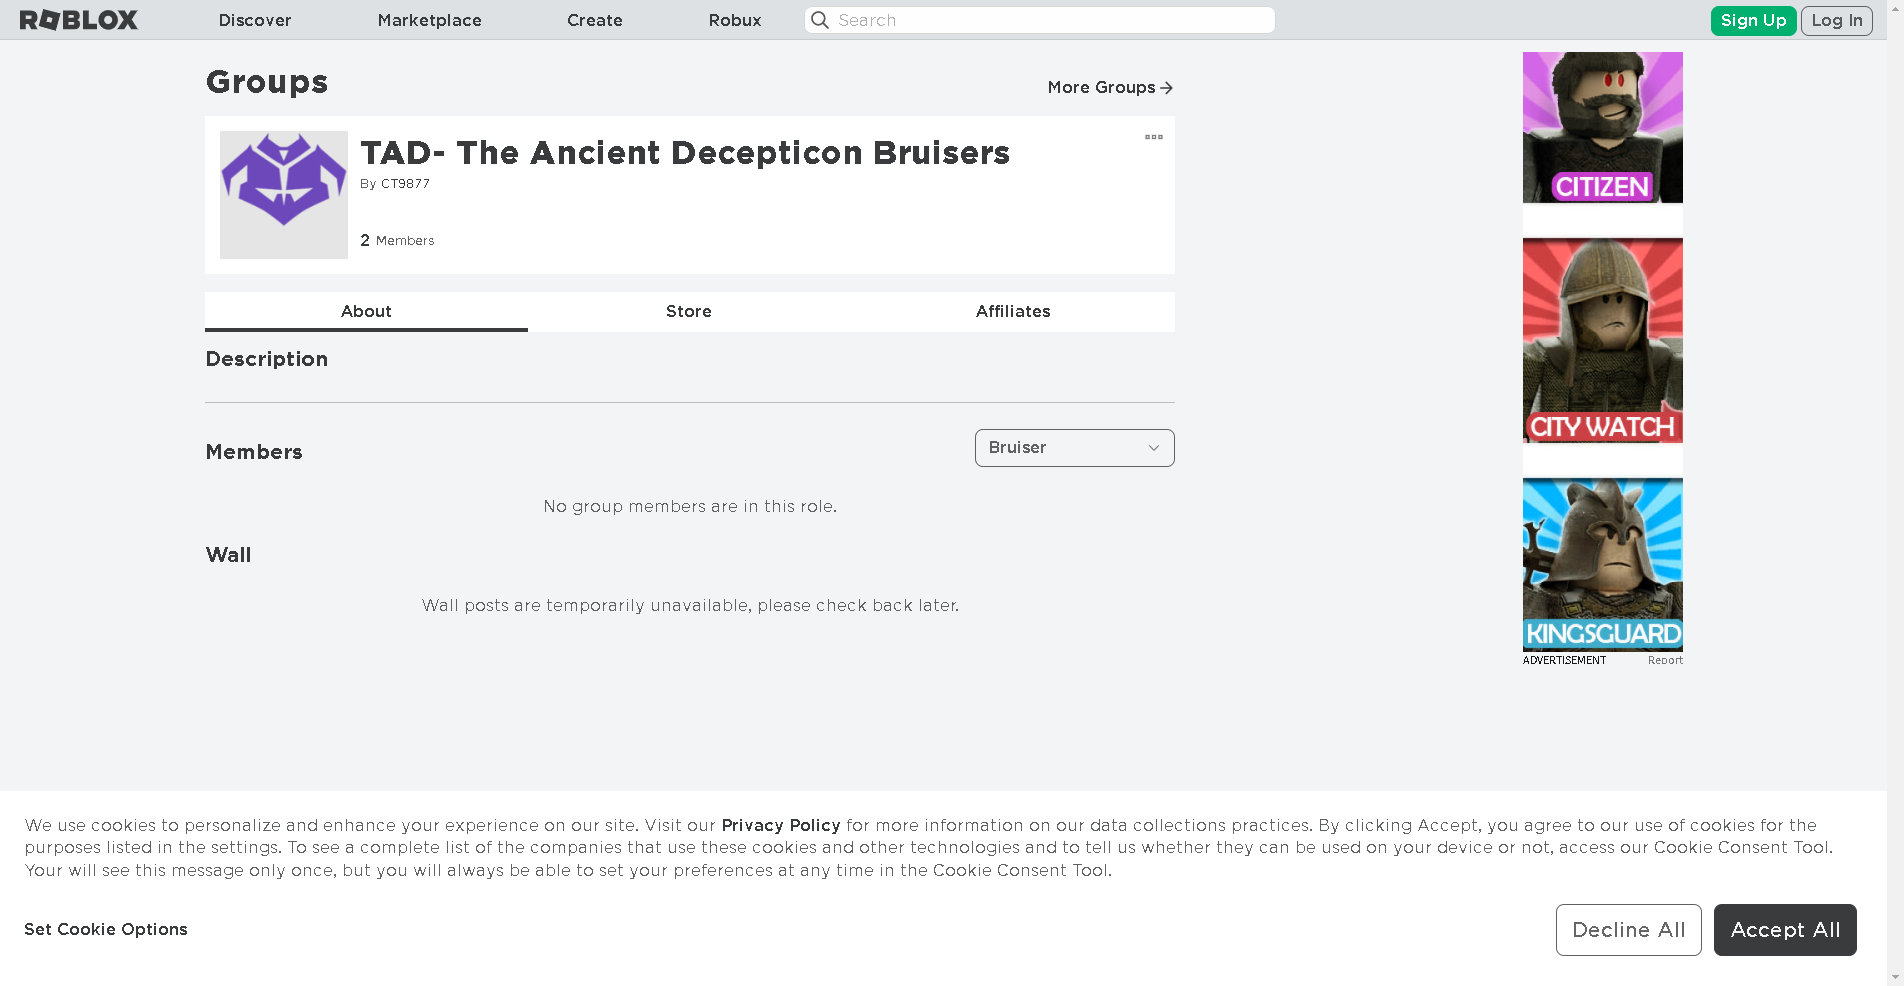 ROBLOX Discover Marketplace Create Robux Search Sign Up Log In
Groups
More Groups
TAD- The Ancient Decepticon Bruisers
By CT9877
2 Members
About Store Affiliates
Description
Members
Bruiser
No group members are in this role.
Wall
Wall posts are temporarily unavailable, please check back later.
CITIZEN
CITY WATCH
KINGSGUARD
ADVERTISEMENT Report
We use cookies to personalize and enhance your experience on our site. Visit our Privacy Policy for more information on our data collections practices. By clicking Accept, you agree to our use of cookies for the
purposes listed in the settings. To see a complete list of the companies that use these cookies and other technologies and to tell us whether they can be used on your device or not, access our Cookie Consent Tool.
Your will see this message only once, but you will always be able to set your preferences at any time in the Cookie Consent Tool.
Set Cookie Options
Decline All
Accept All